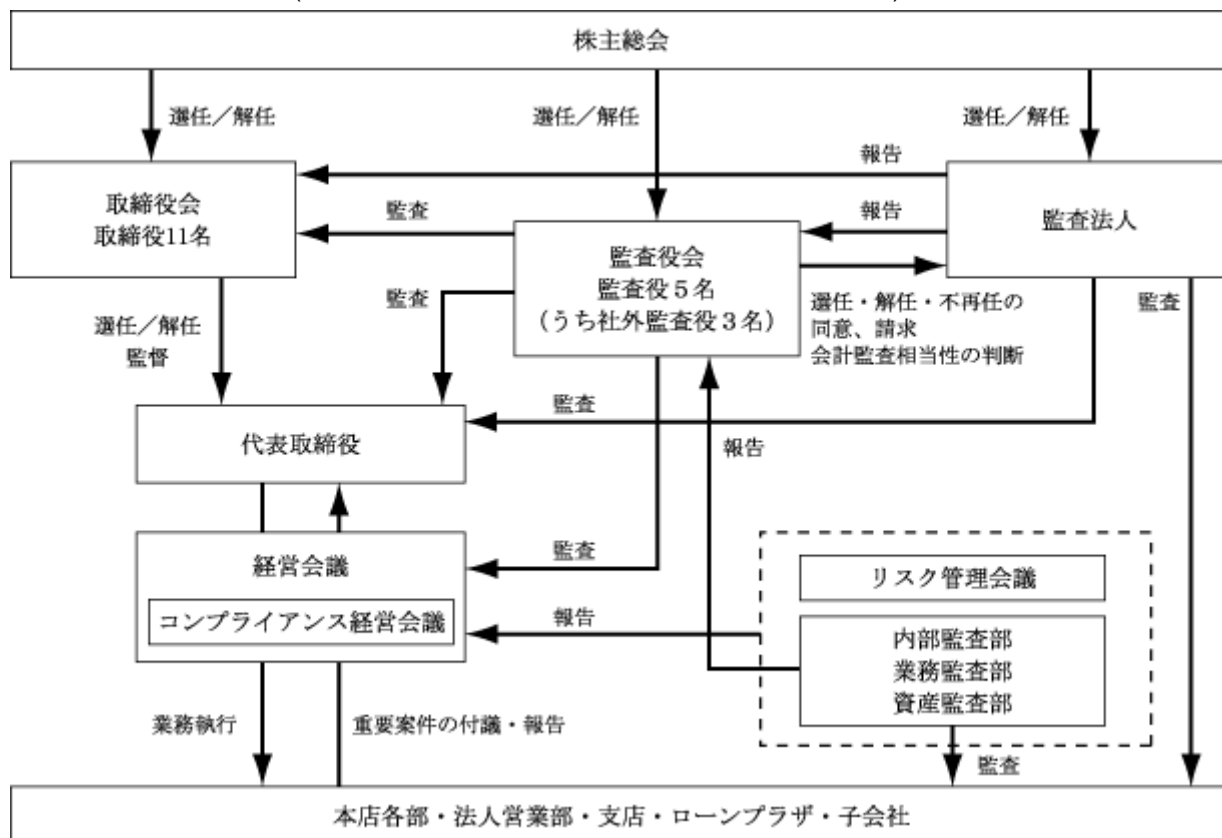 株主総会
選任／解任
選任／解任
選任／解任
報告
取締役会
取締役11名
監査
報告
監査法人
監査役会
監査役５名
（うち社外監査役３名）
監査
選任／解任
監督
選任・解任・不再任の
同意、請求
会計監査相当性の判断
監査
監査
代表取締役
報告
経営会議
コンプライアンス経営会議
監査
報告
リスク管理会議
内部監査部
業務監査部
資産監査部
業務執行
重要案件の付議・報告
監査
本店各部・法人営業部・支店・ローンプラザ・子会社